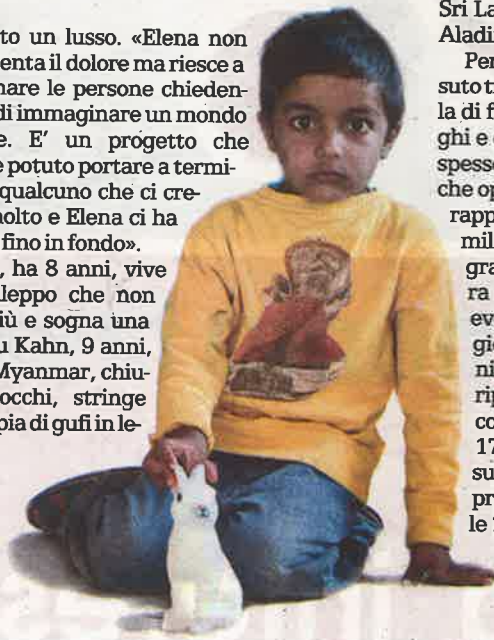 to un lusso. «Elena non
enta il dolore ma riesce a
nare le persone chieden-
di immaginare un mondo
e. E' un progetto che
e potuto portare a termi-
qualcuno che ci cre-
nolto e Elena ci ha
fino in fondo».
, ha 8 anni, vive
leppo che non
iù e sogna una
u Kahn, 9 anni,
Myanmar, chiu-
occhi, stringe
pia di gufi in le-
Sri La
Aladi
Per
suto t
la di f
ghi e
spesso
che op
rapp
mil
gra
ra
ev
gio
ni
rip
co
17
su
pr
le